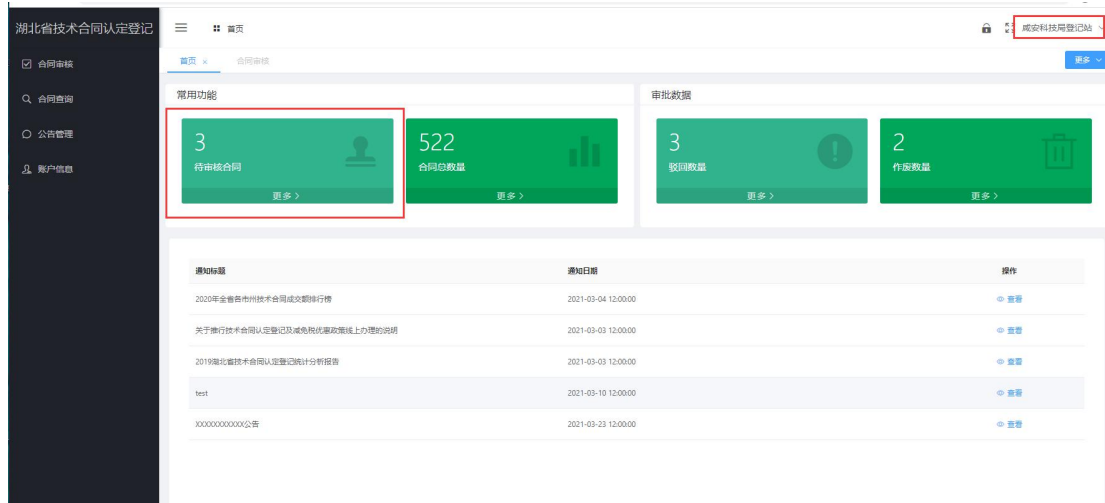 湖北省技术合同认定登记
首页
咸安科技局登记站
合同审核
合同查询
公告管理
账户信息
首页 ×
合同审核
更多
常用功能
3
待审核合同
更多 >
522
合同总数量
更多 >
审批数据
3
驳回数量
更多 >
2
作废数量
更多 >
通知标题 通知日期 操作
2020年全省各市州技术合同成交额排行榜 2021-03-04 12:00:00 查看
关于推行技术合同认定登记及减免税优惠政策线上办理的说明 2021-03-03 12:00:00 查看
2019湖北省技术合同认定登记统计分析报告 2021-03-03 12:00:00 查看
test 2021-03-10 12:00:00 查看
XXXXXXXXXXX公告 2021-03-23 12:00:00 查看